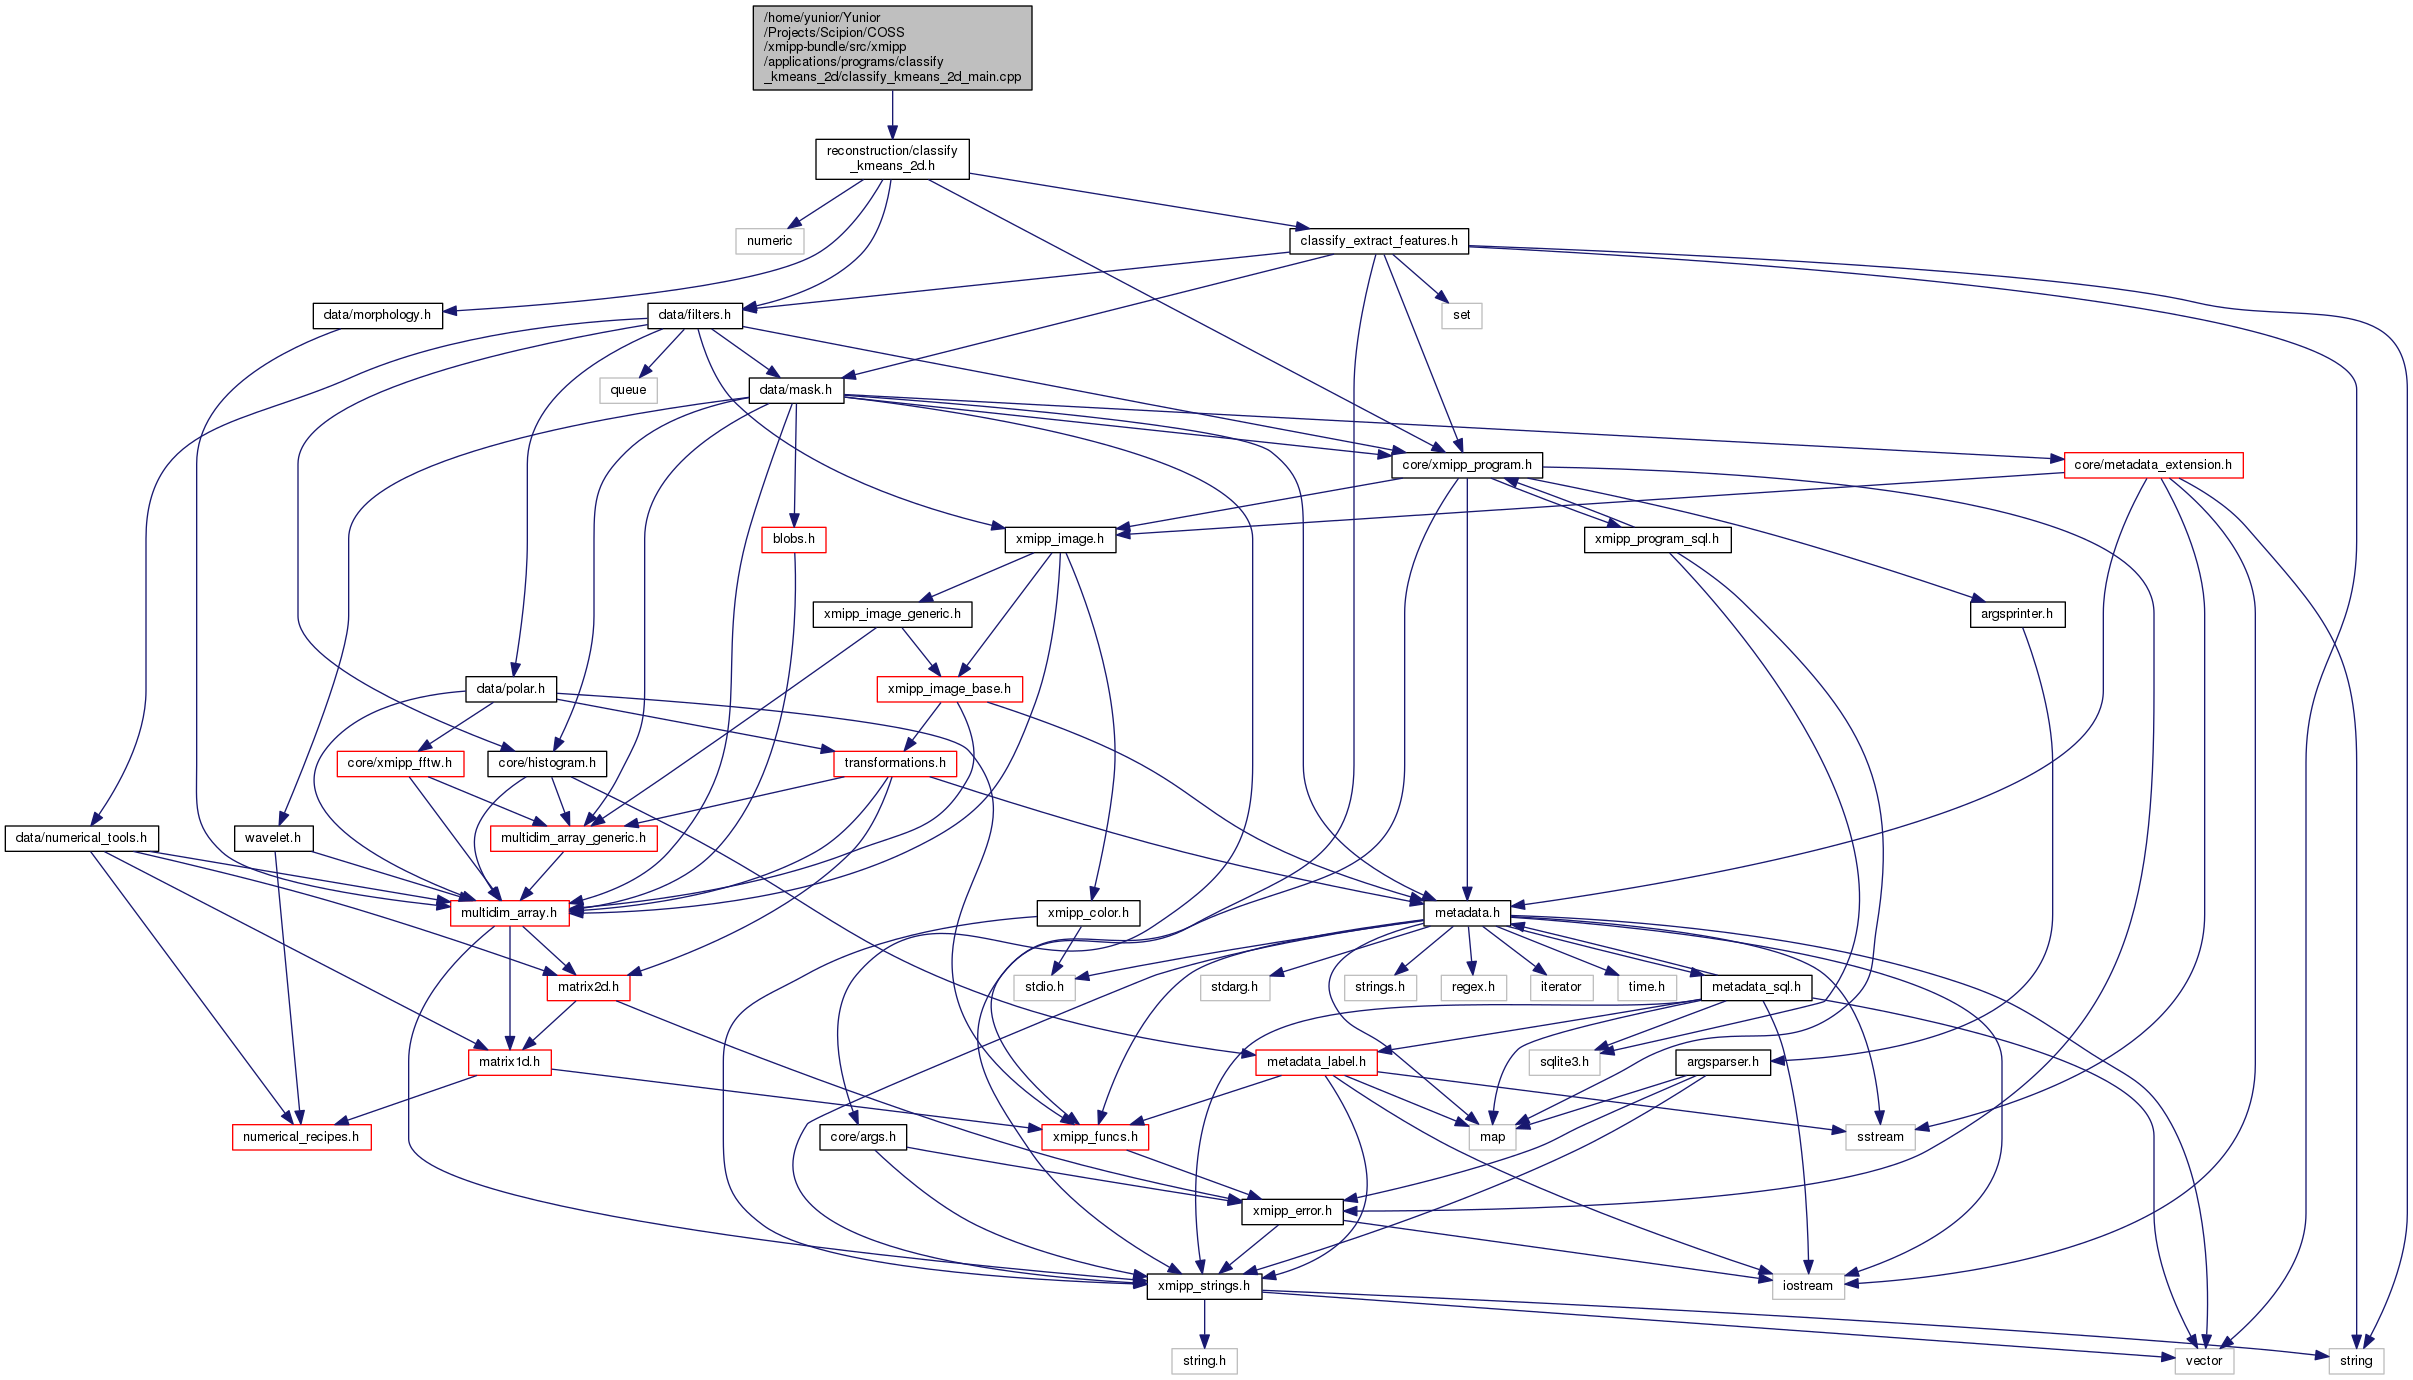 /home/yunior/Yunior
/Projects/Scipion/COSS
/xmipp-bundle/src/xmipp
/applications/programs/classify
_kmeans_2d/classify_kmeans_2d_main.cpp
reconstruction/classify
_kmeans_2d.h
numeric
classify_extract_features.h
data/morphology.h
data/filters.h
set
queue
data/mask.h
core/xmipp_program.h
core/metadata_extension.h
blobs.h
xmipp_image.h
xmipp_program_sql.h
xmipp_image_generic.h
argsprinter.h
data/polar.h
xmipp_image_base.h
core/xmipp_fftw.h
core/histogram.h
transformations.h
data/numerical_tools.h
wavelet.h
multidim_array_generic.h
multidim_array.h
xmipp_color.h
metadata.h
matrix2d.h
stdio.h
stdarg.h
strings.h
regex.h
iterator
time.h
metadata_sql.h
matrix1d.h
metadata_label.h
sqlite3.h
argsparser.h
numerical_recipes.h
core/args.h
xmipp_funcs.h
map
sstream
xmipp_error.h
xmipp_strings.h
iostream
string.h
vector
string